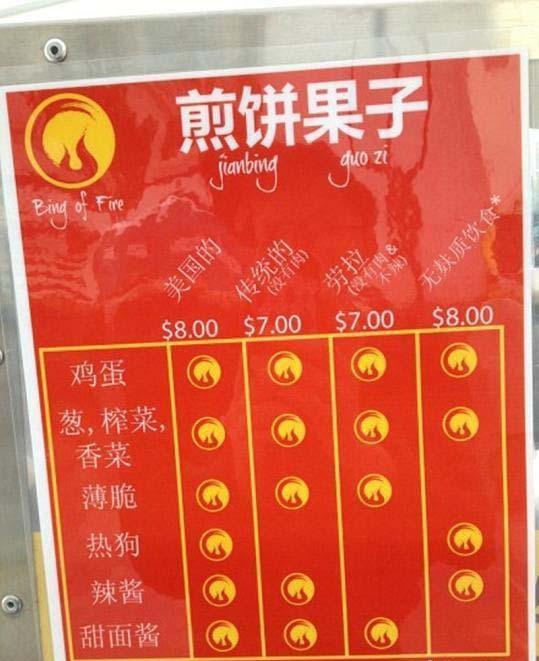 煎饼果子
jianbing guo zi
Bing of Fire
美国的
传统的
(没有肉)
劳拉
(没有肉 &
不辣)
无麸质饮食*
$8.00 $7.00 $7.00 $8.00
鸡蛋
葱, 榨菜,
香菜
薄脆
热狗
辣酱
甜面酱